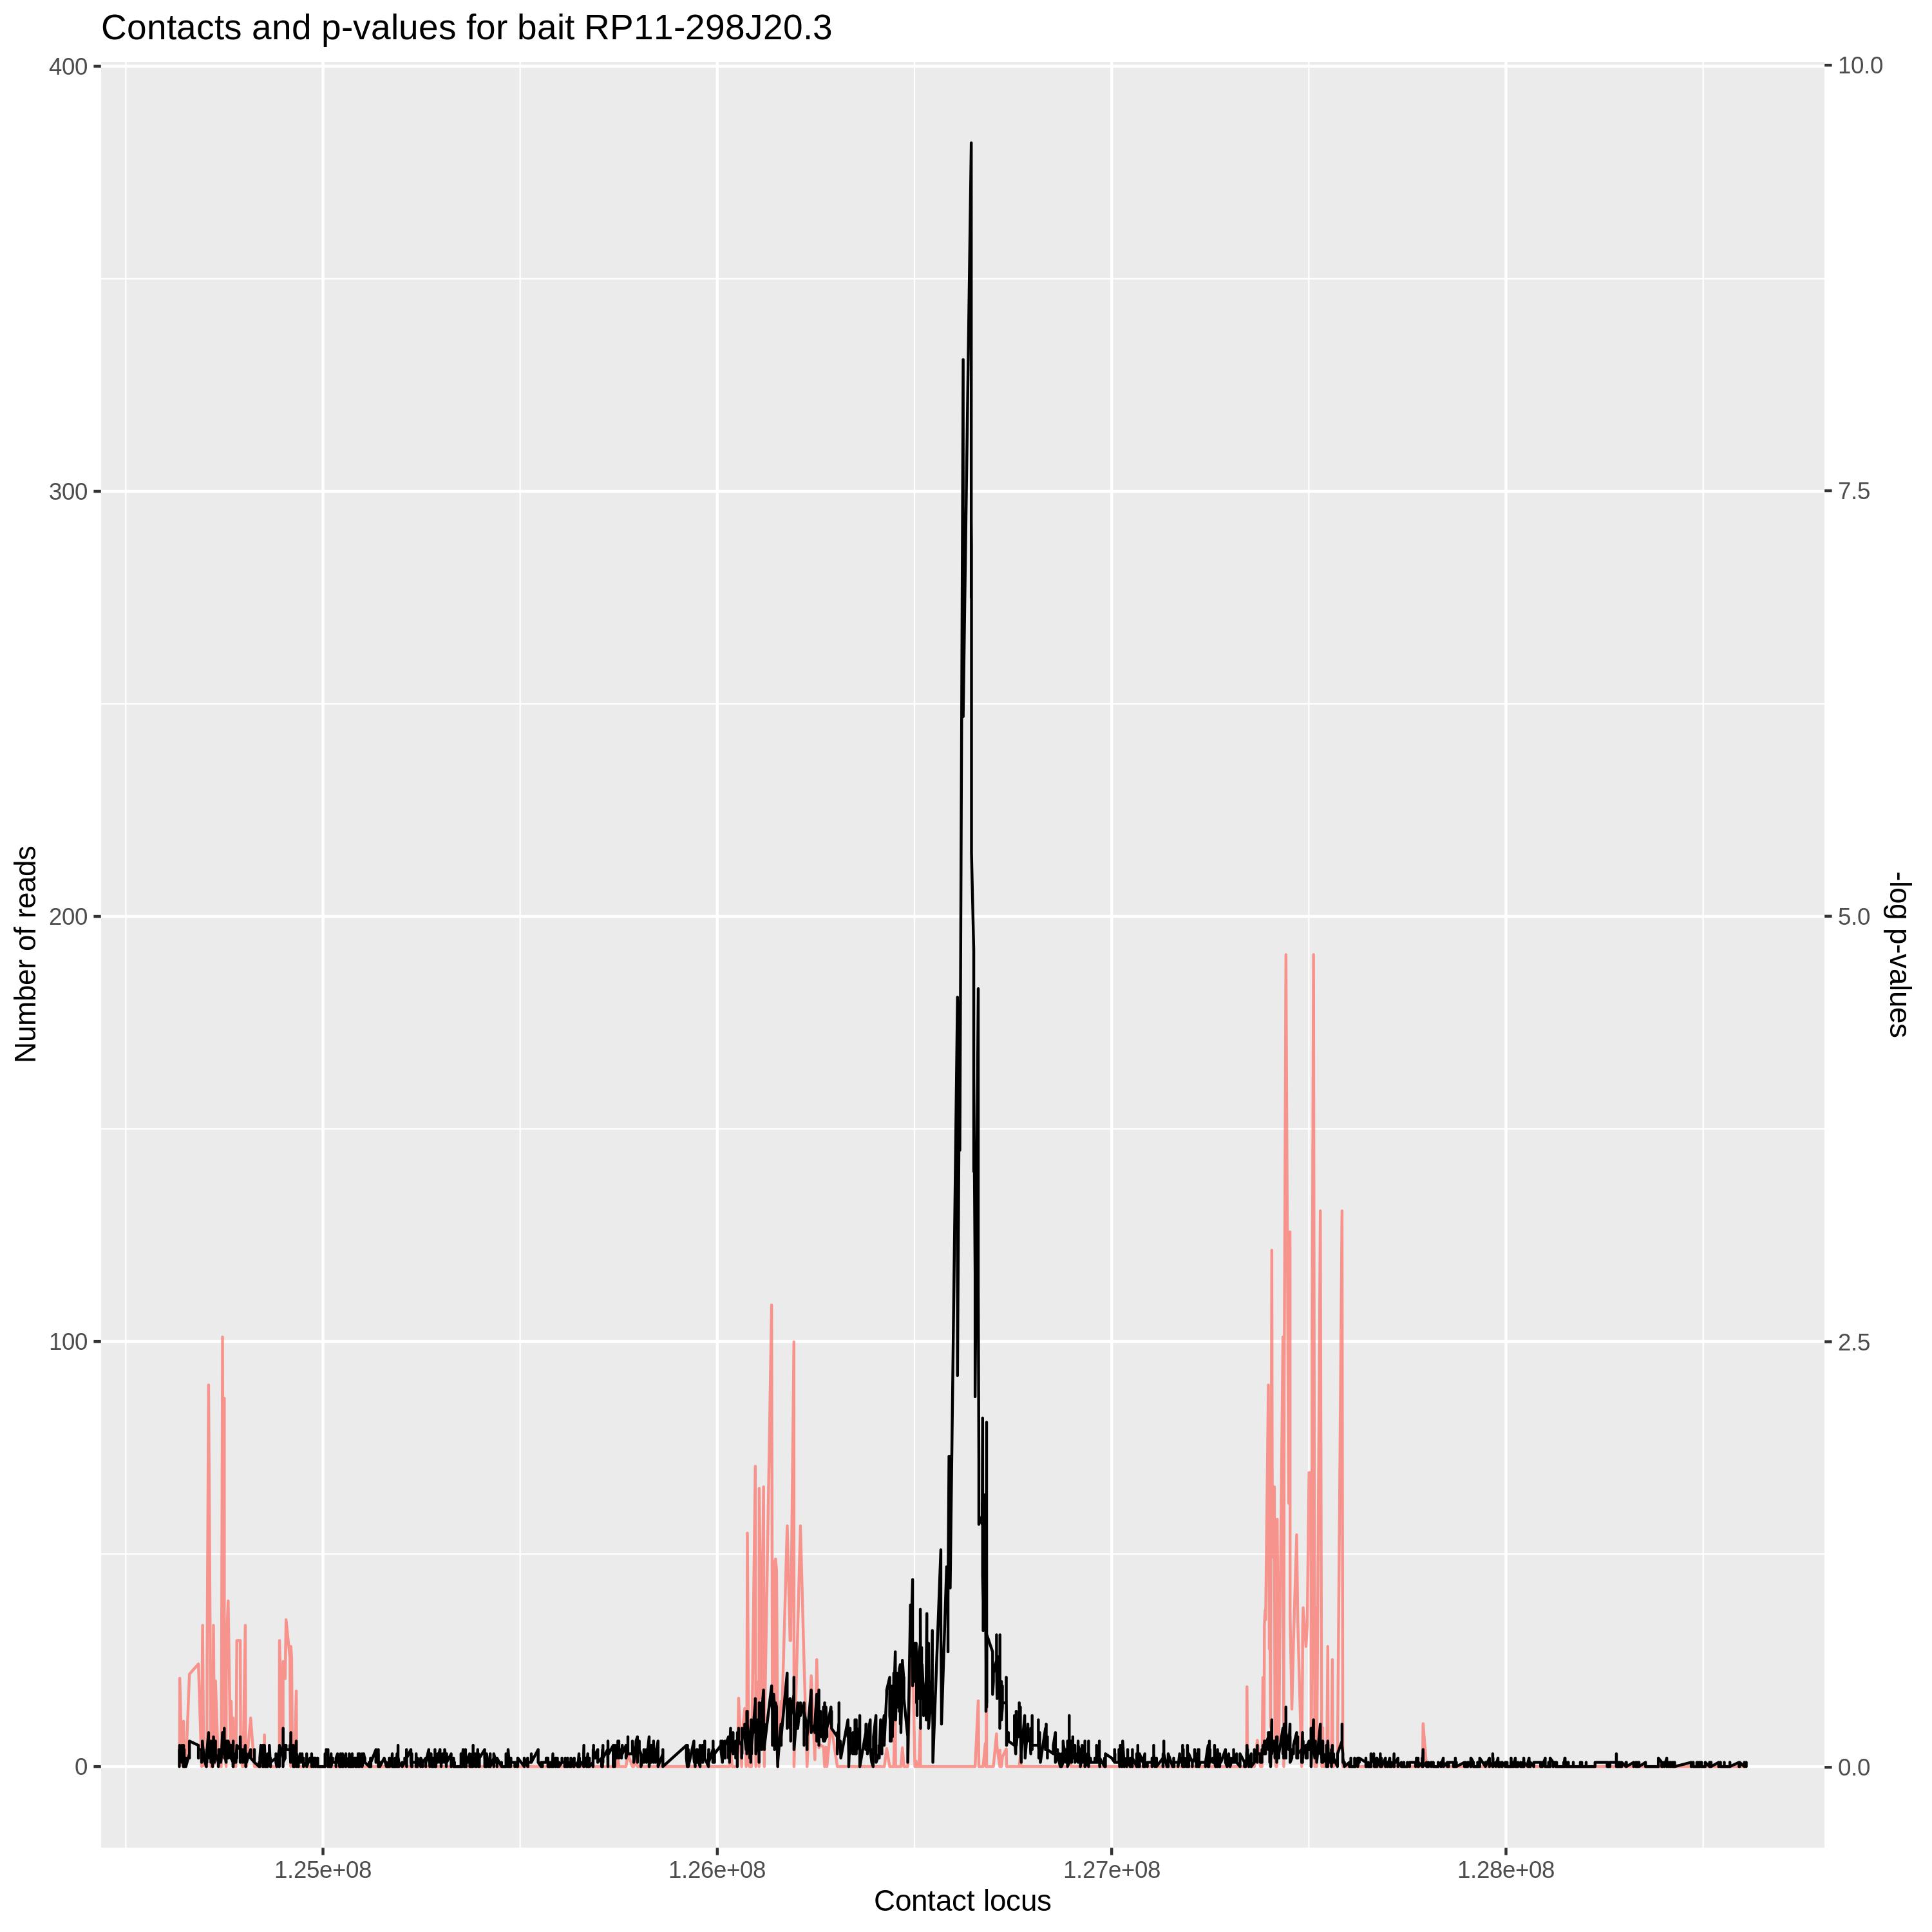 Contacts and p-values for bait RP11-298J20.3
400
300
200
100
0
Number of reads
10.0
7.5
5.0
2.5
0.0
-log p-values
1.25e+08 1.26e+08 1.27e+08 1.28e+08
Contact locus